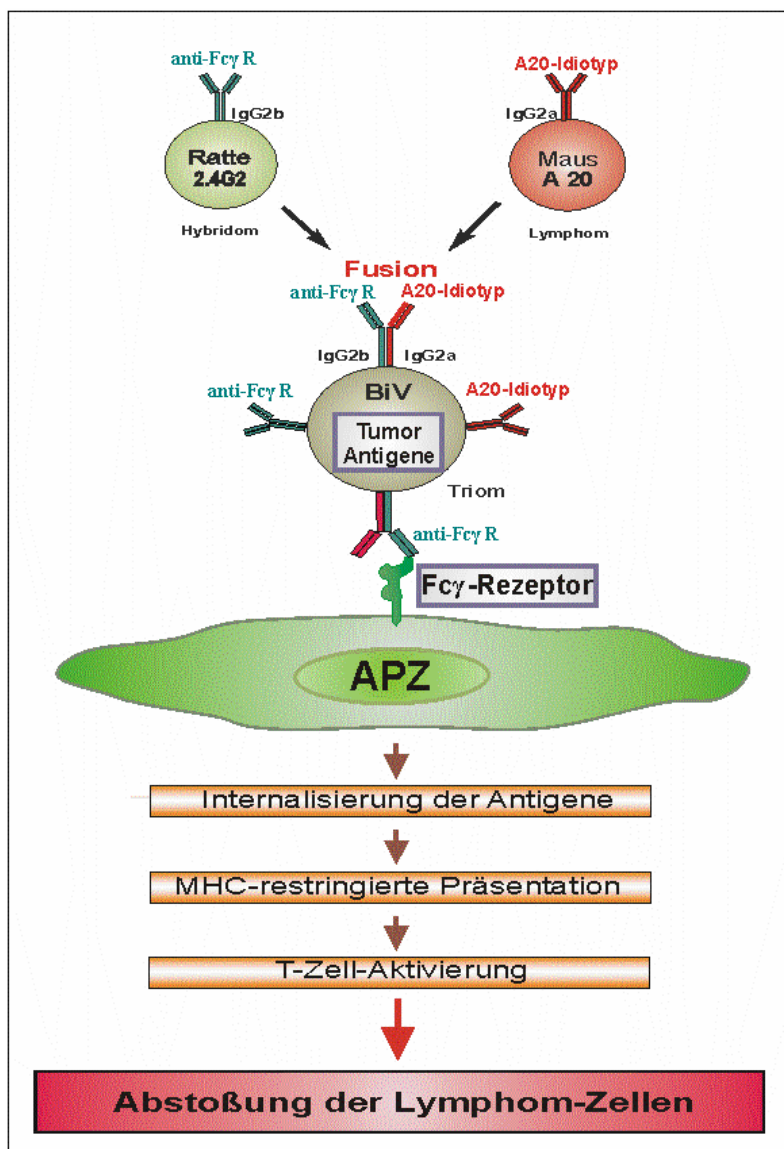 anti-Fcγ R
A20-Idiotyp
IgG2b
IgG2a
Ratte
2.4G2
Maus
A 20
Hybridom
Lymphom
Fusion
anti-Fcγ R
A20-Idiotyp
IgG2b
IgG2a
anti-Fcγ R
BiV
A20-Idiotyp
Tumor
Antigene
Triom
anti-Fcγ R
Fcγ-Rezeptor
APZ
Internalisierung der Antigene
MHC-restringierte Präsentation
T-Zell-Aktivierung
Abstoßung der Lymphom-Zellen